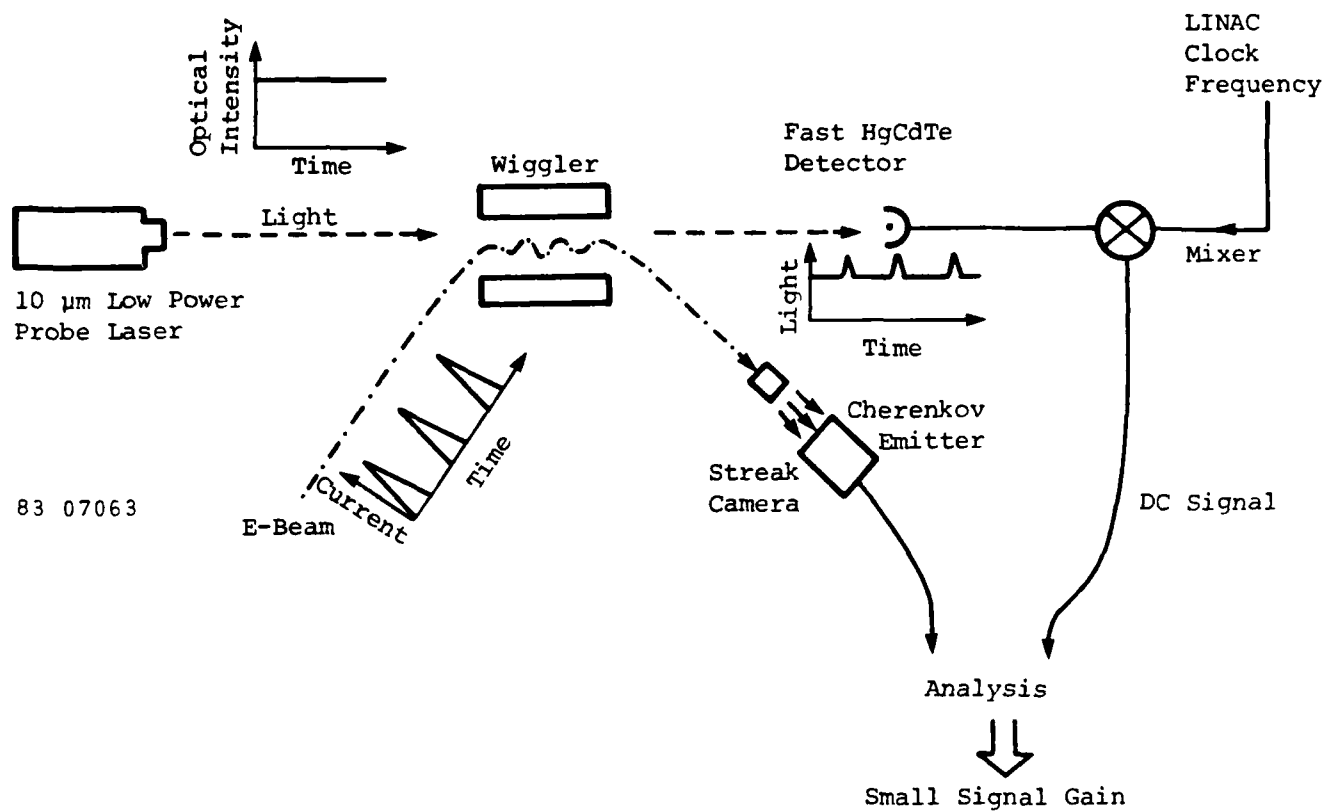 LINAC
Clock
Frequency
Optical
Intensity
Time
Fast HgCdTe
Detector
Wiggler
Light
Mixer
10 µm Low Power
Probe Laser
Light
Time
Cherenkov
Emitter
Time
Current
Streak
Camera
83 07063
E-Beam
DC Signal
Analysis
Small Signal Gain